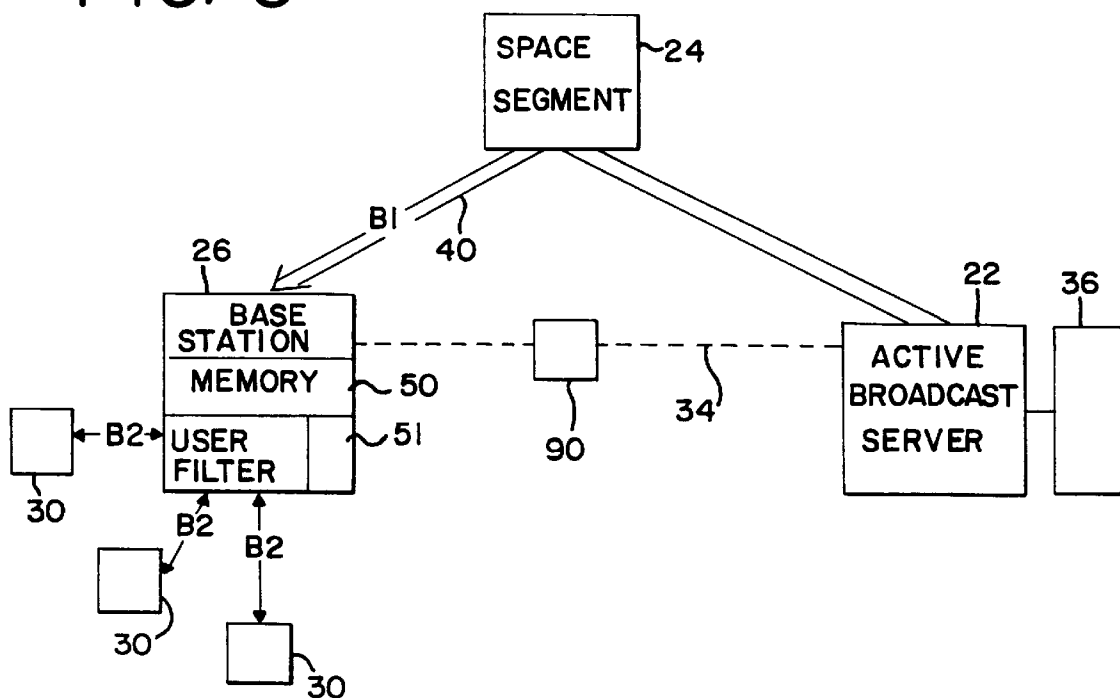 SPACE
SEGMENT
24
B1
40
26
22
36
BASE
STATION
MEMORY
50
ACTIVE
BROADCAST
SERVER
34
90
51
USER
FILTER
B2
30
B2
30
B2
30